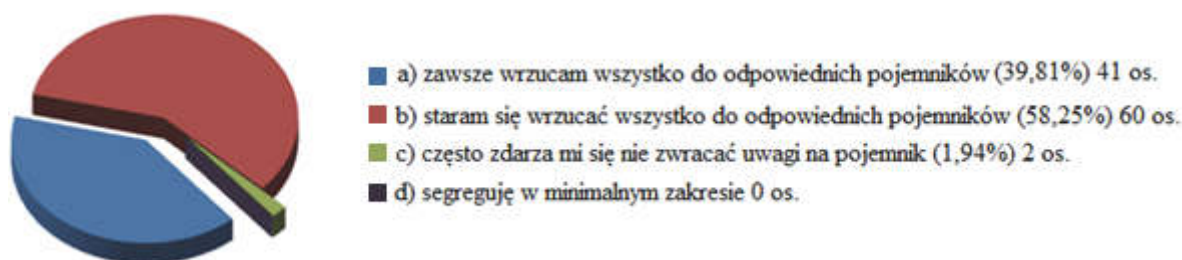 a) zawsze wrzucam wszystko do odpowiednich pojemników (39,81%) 41 os.
b) staram się wrzucać wszystko do odpowiednich pojemników (58,25%) 60 os.
c) często zdarza mi się nie zwracać uwagi na pojemnik (1,94%) 2 os.
d) segreguję w minimalnym zakresie 0 os.